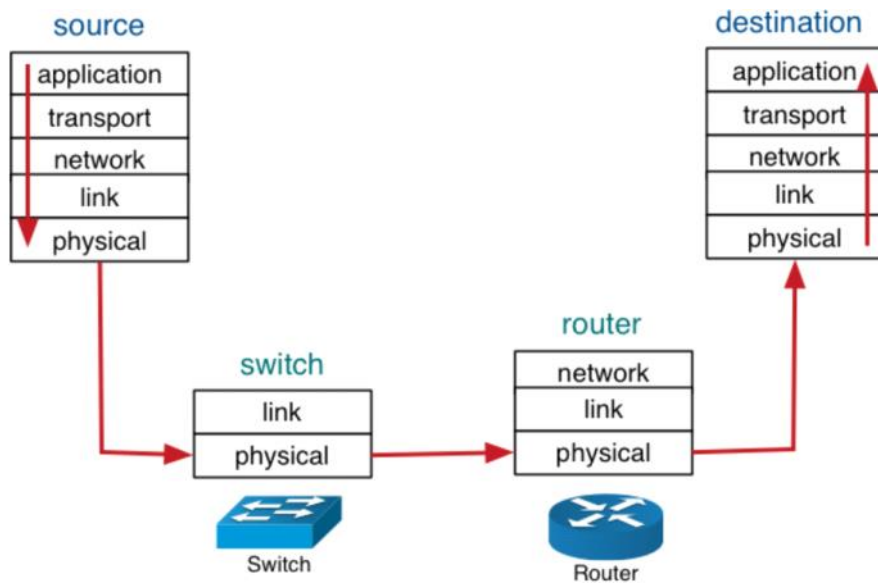 source
application
transport
network
link
physical
destination
application
transport
network
link
physical
switch
link
physical
Switch
router
network
link
physical
Router